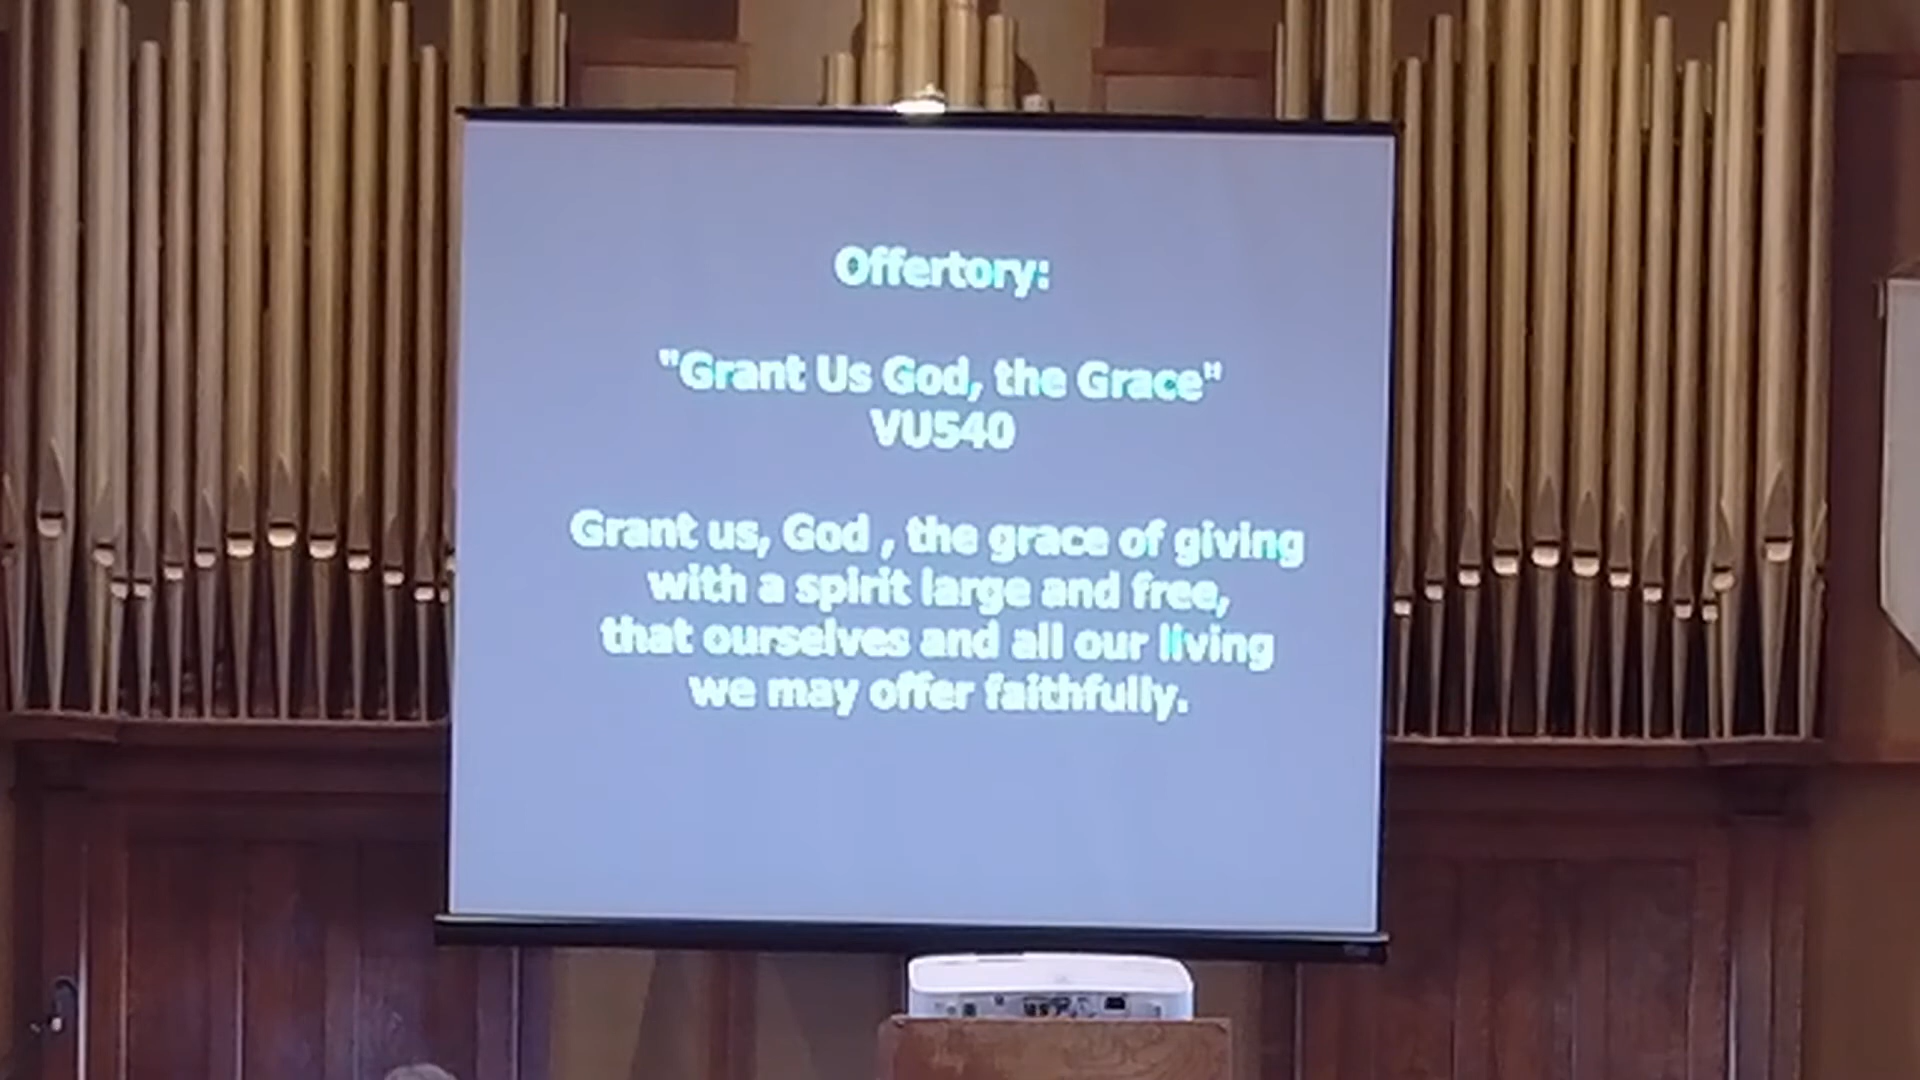 Offertory:
"Grant Us God, the Grace"
VU540
Grant us, God , the grace of giving
with a spirit large and free,
that ourselves and all our living
we may offer faithfully.